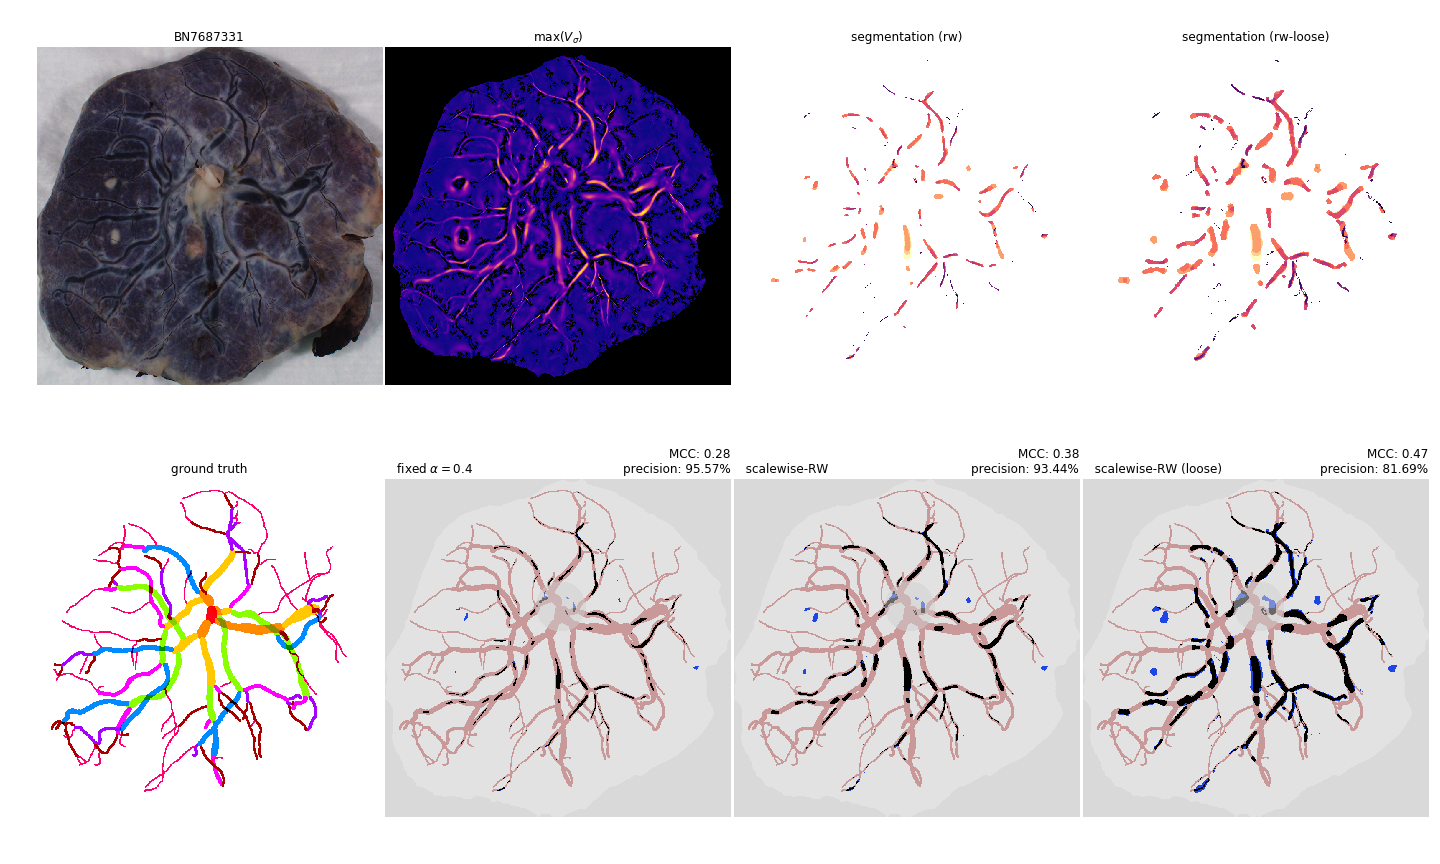 BN7687331
max(V_σ)
segmentation (rw)
segmentation (rw-loose)
ground truth
fixed α = 0.4
MCC: 0.28
precision: 95.57%
scalewise-RW
MCC: 0.38
precision: 93.44%
scalewise-RW (loose)
MCC: 0.47
precision: 81.69%